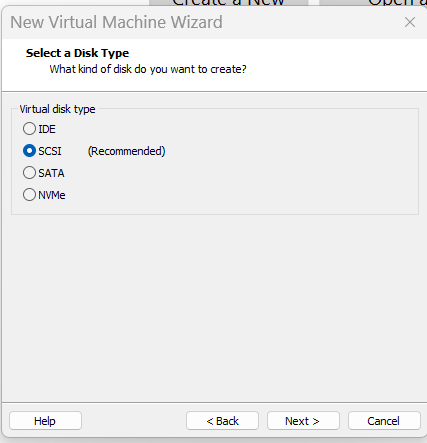 Create a New
Open a
New Virtual Machine Wizard
Select a Disk Type
What kind of disk do you want to create?
Virtual disk type
IDE
SCSI (Recommended)
SATA
NVMe
Help
< Back
Next >
Cancel